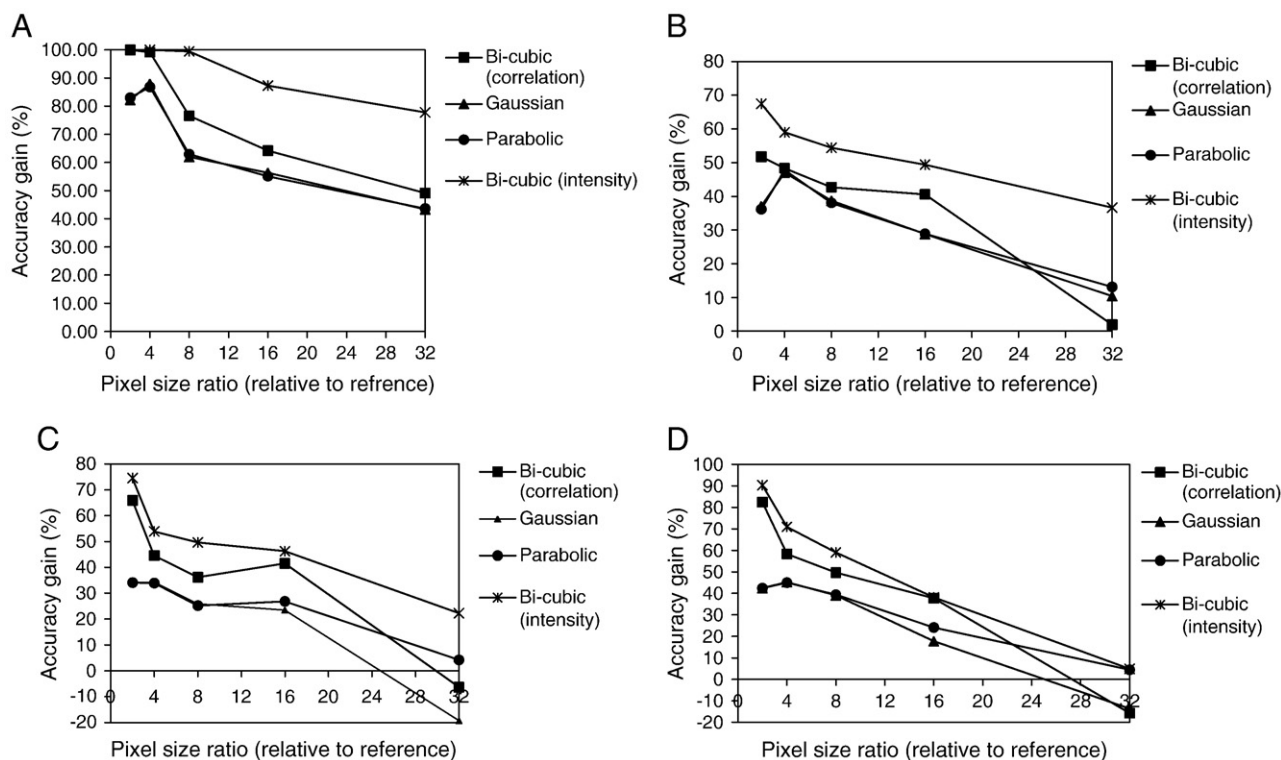 A
Accuracy gain (%)
100.00
90.00
80.00
70.00
60.00
50.00
40.00
30.00
20.00
10.00
0.00
0 4 8 12 16 20 24 28 32
Pixel size ratio (relative to refrence)
Bi-cubic
(correlation)
Gaussian
Parabolic
Bi-cubic (intensity)
B
Accuracy gain (%)
80
70
60
50
40
30
20
10
0
0 4 8 12 16 20 24 28 32
Pixel size ratio (relative to reference)
Bi-cubic
(correlation)
Gaussian
Parabolic
Bi-cubic
(intensity)
C
Accuracy gain (%)
80
70
60
50
40
30
20
10
0
-10
-20
0 4 8 12 16 20 24 28 32
Pixel size ratio (relative to reference)
Bi-cubic
(correlation)
Gaussian
Parabolic
Bi-cubic
(intensity)
D
Accuracy gain (%)
100
90
80
70
60
50
40
30
20
10
0
-10
-20
0 4 8 12 16 20 24 28 32
Pixel size ratio (relative to reference)
Bi-cubic
(correlation)
Gaussian
Parabolic
Bi-cubic
(intensity)